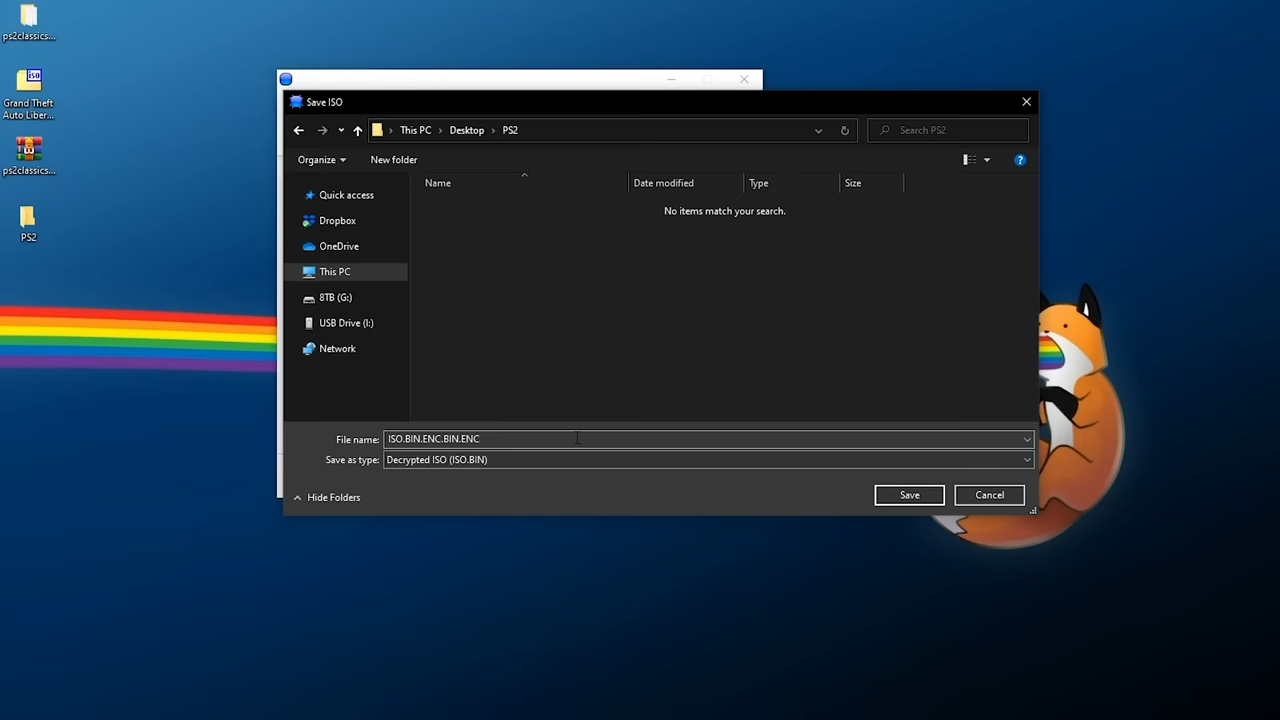 ps2classics...
iso
Grand Theft
Auto Liber...
ps2classics...
PS2
Save ISO
This PC
Desktop
PS2
Search PS2
Organize
New folder
Name
Date modified
Type
Size
No items match your search.
Quick access
Dropbox
OneDrive
This PC
8TB (G:)
USB Drive (I:)
Network
File name:
ISO.BIN.ENC.BIN.ENC
Save as type:
Decrypted ISO (ISO.BIN)
Hide Folders
Save
Cancel